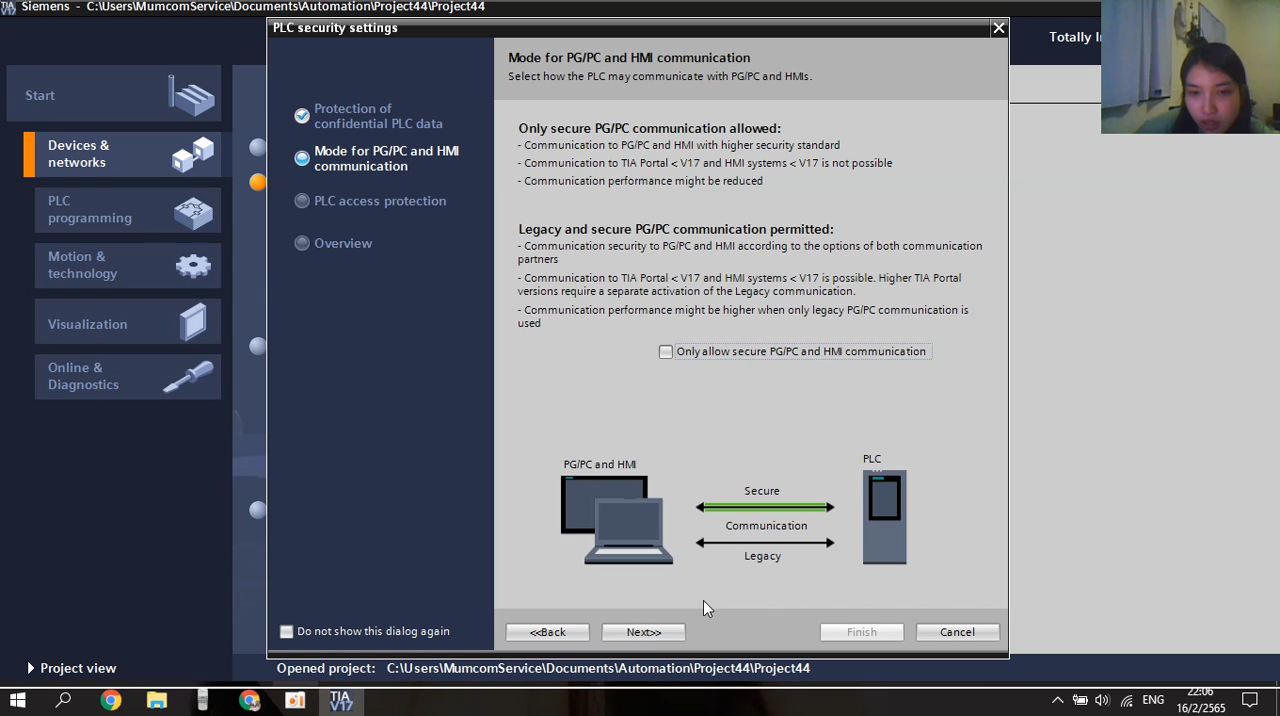 Siemens - C:\Users\MumcomService\Documents\Automation\Project44\Project44
PLC security settings
Totally In
Start
Devices &
networks
PLC
programming
Motion &
technology
Visualization
Online &
Diagnostics
Protection of
confidential PLC data
Mode for PG/PC and HMI
communication
PLC access protection
Overview
Mode for PG/PC and HMI communication
Select how the PLC may communicate with PG/PC and HMIs.
Only secure PG/PC communication allowed:
- Communication to PG/PC and HMI with higher security standard
- Communication to TIA Portal < V17 and HMI systems < V17 is not possible
- Communication performance might be reduced
Legacy and secure PG/PC communication permitted:
- Communication security to PG/PC and HMI according to the options of both communication
partners
- Communication to TIA Portal < V17 and HMI systems < V17 is possible. Higher TIA Portal
versions require a separate activation of the Legacy communication.
- Communication performance might be higher when only legacy PG/PC communication is
used
Only allow secure PG/PC and HMI communication
PG/PC and HMI
PLC
Secure
Communication
Legacy
Do not show this dialog again
<<Back
Next>>
Finish
Cancel
Project view
Opened project: C:\Users\MumcomService\Documents\Automation\Project44\Project44
TIA
V17
ENG
22:06
16/2/2565